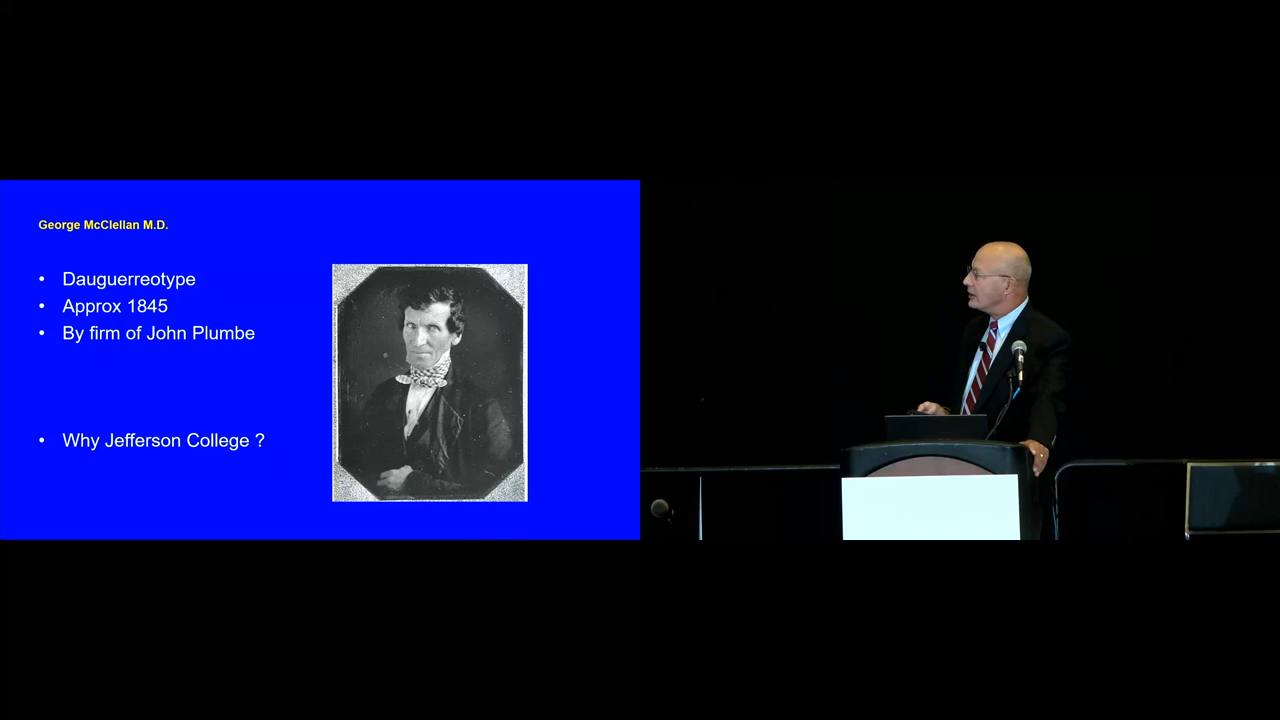 George McClellan M.D.
• Dauguerreotype
• Approx 1845
• By firm of John Plumbe
• Why Jefferson College ?